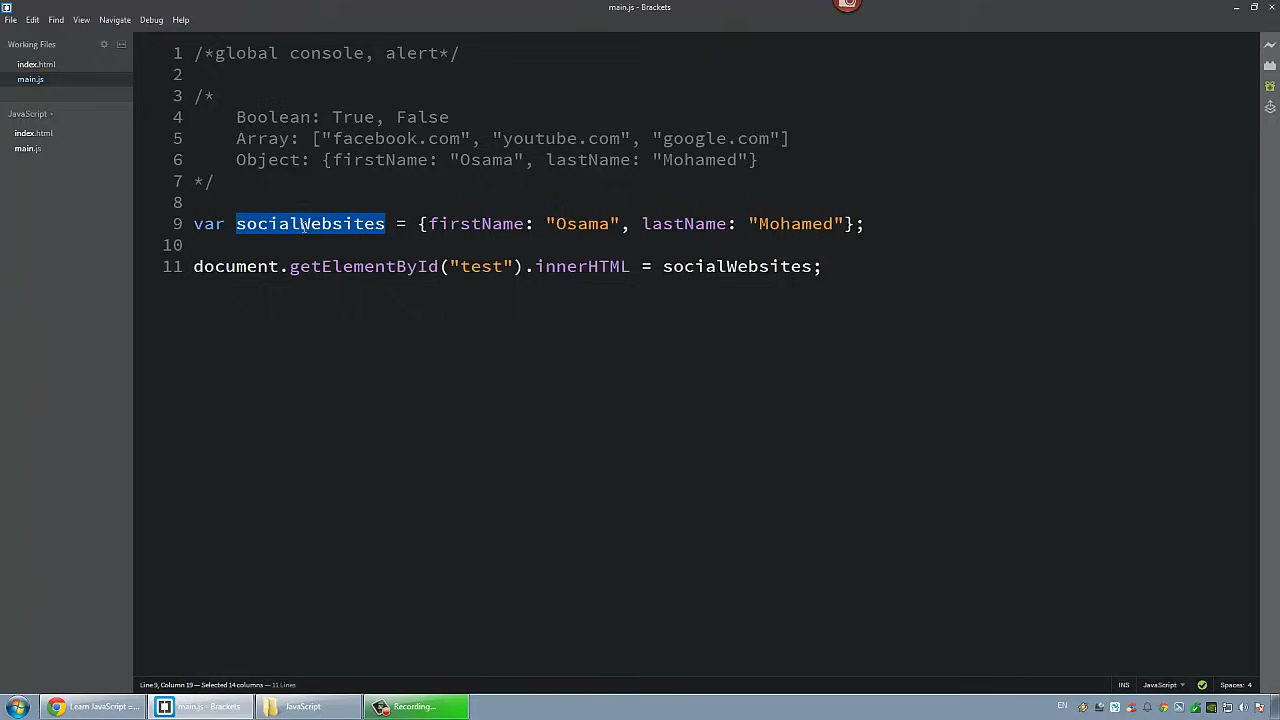 main.js - Brackets
File Edit Find View Navigate Debug Help
Working Files
index.html
main.js
JavaScript
index.html
main.js
1 /*global console, alert*/
2
3 /*
4 Boolean: True, False
5 Array: ["facebook.com", "youtube.com", "google.com"]
6 Object: {firstName: "Osama", lastName: "Mohamed"}
7 */
8
9 var socialWebsites = {firstName: "Osama", lastName: "Mohamed"};
10
11 document.getElementById("test").innerHTML = socialWebsites;
Line 9, Column 19 — Selected 14 columns — 11 Lines
INS JavaScript Spaces: 4
Learn JavaScript =...
main.js - Brackets
JavaScript
Recording...
EN